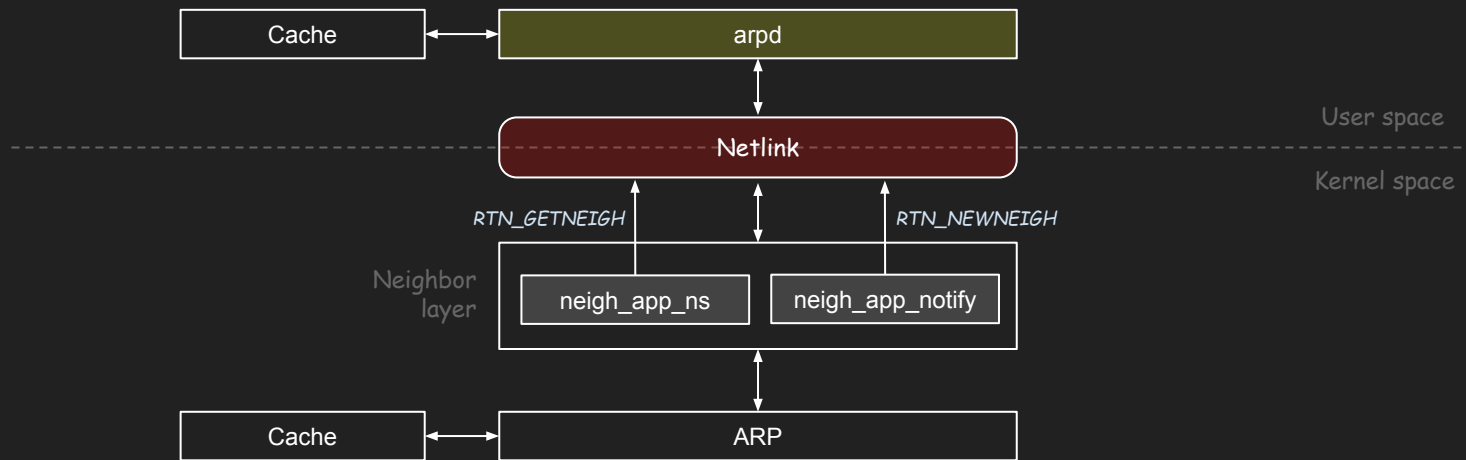 Cache
arpd
User space
Netlink
Kernel space
RTN_GETNEIGH
RTN_NEWNEIGH
Neighbor
layer
neigh_app_ns
neigh_app_notify
Cache
ARP